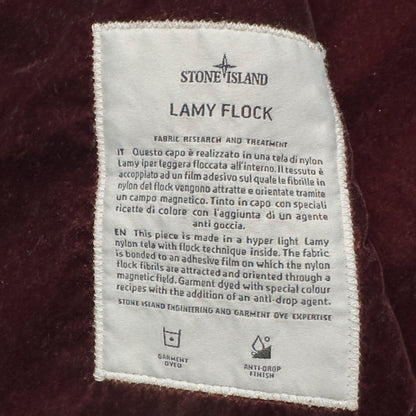 STONE ISLAND
LAMY FLOCK
FABRIC RESEARCH AND TREATMENT
IT Questo capo è realizzato in una tela di nylon
Lamy iper leggera floccata all'interno. Il tessuto è
accoppiato ad un film adesivo sul quale le fibrille in
nylon del flock vengono attratte e orientate tramite
un campo magnetico. Tinto in capo con speciali
ricette di colore con l'aggiunta di un agente
anti goccia.
EN This piece is made in a hyper light Lamy
nylon tela with flock technique inside. The fabric
is bonded to an adhesive film on which the nylon
flock fibrils are attracted and oriented through a
magnetic field. Garment dyed with special colour
recipes with the addition of an anti-drop agent.
STONE ISLAND ENGINEERING AND GARMENT DYE EXPERTISE
GARMENT
DYED
ANTI-DROP
FINISH